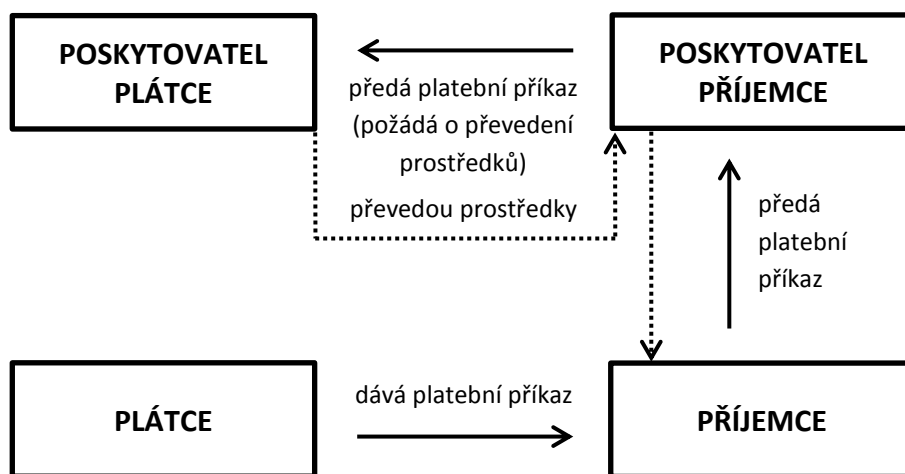 POSKYTOVATEL
PLÁTCE
předá platební příkaz
(požádá o převedení
prostředků)
převedou prostředky
POSKYTOVATEL
PŘÍJEMCE
předá
platební
příkaz
PLÁTCE
dává platební příkaz
PŘÍJEMCE